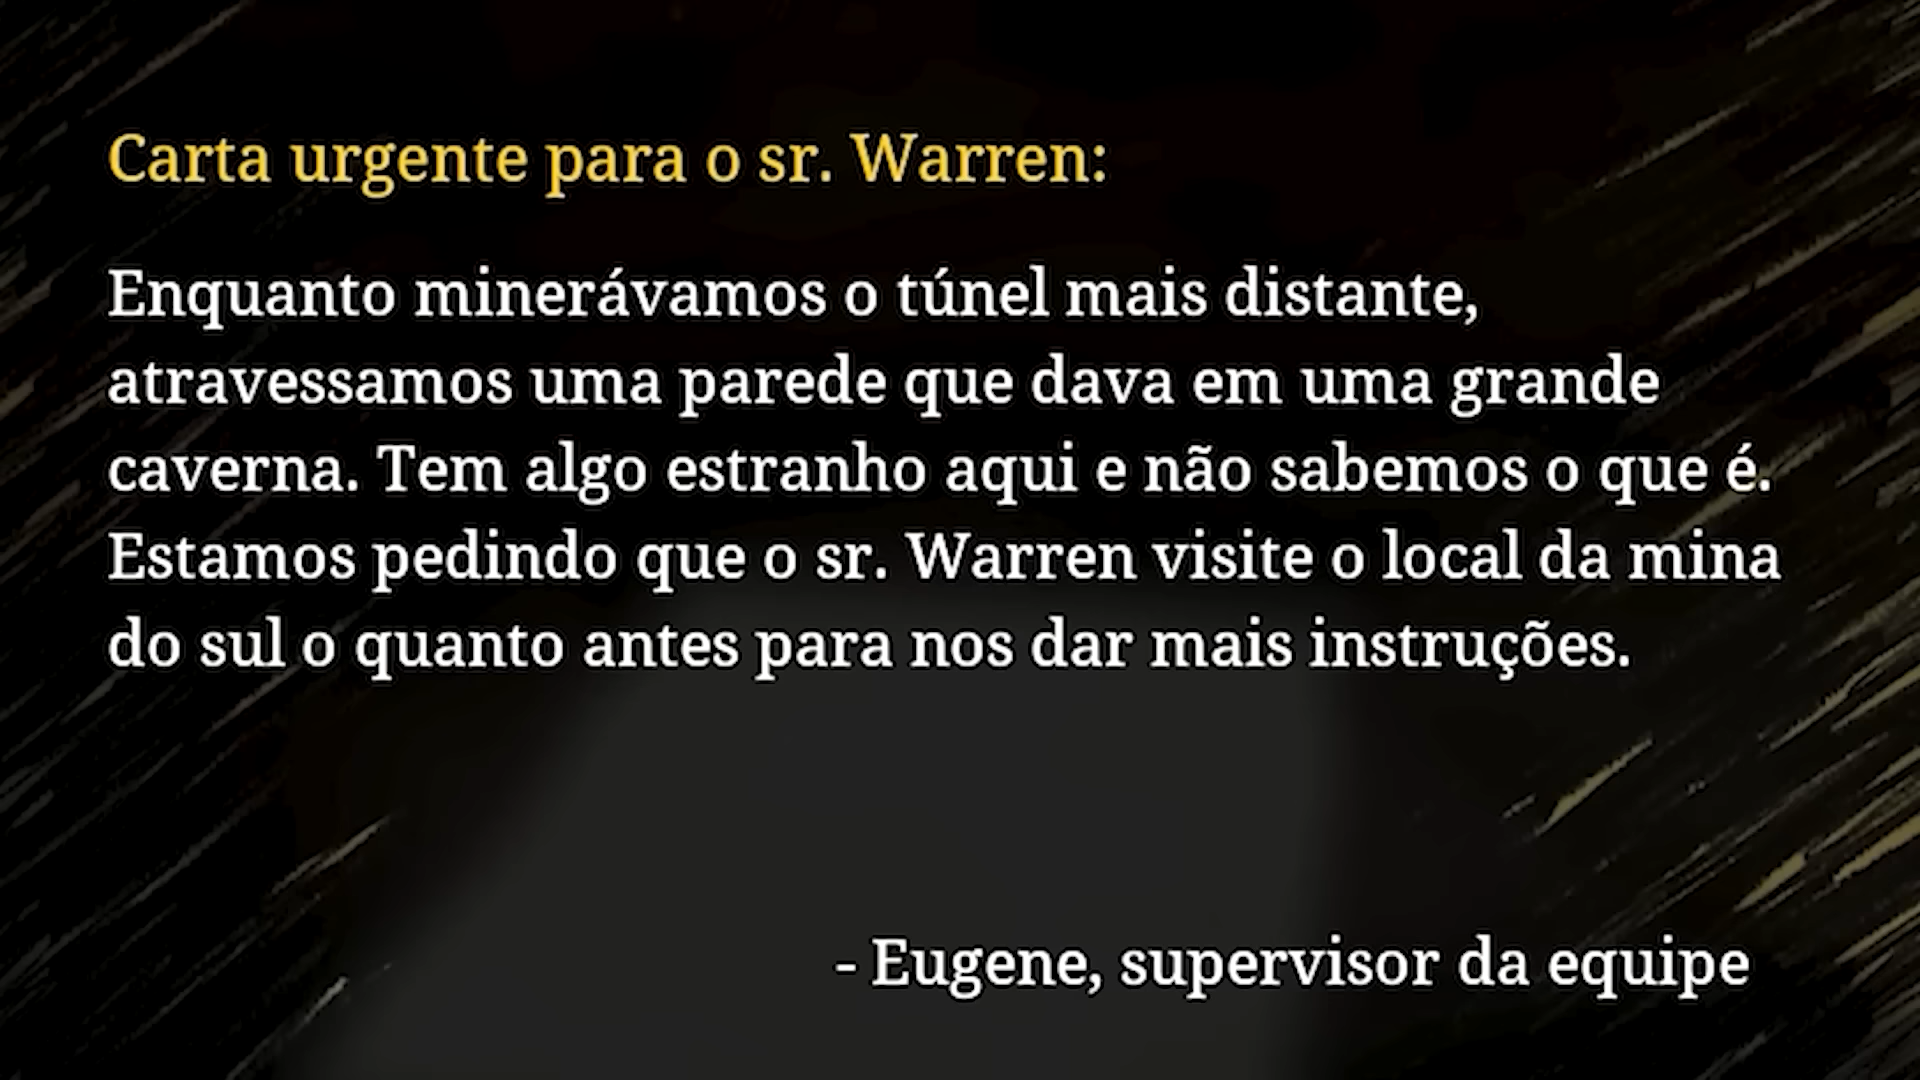 Carta urgente para o sr. Warren:
Enquanto minerávamos o túnel mais distante,
atravessamos uma parede que dava em uma grande
caverna. Tem algo estranho aqui e não sabemos o que é.
Estamos pedindo que o sr. Warren visite o local da mina
do sul o quanto antes para nos dar mais instruções.
- Eugene, supervisor da equipe